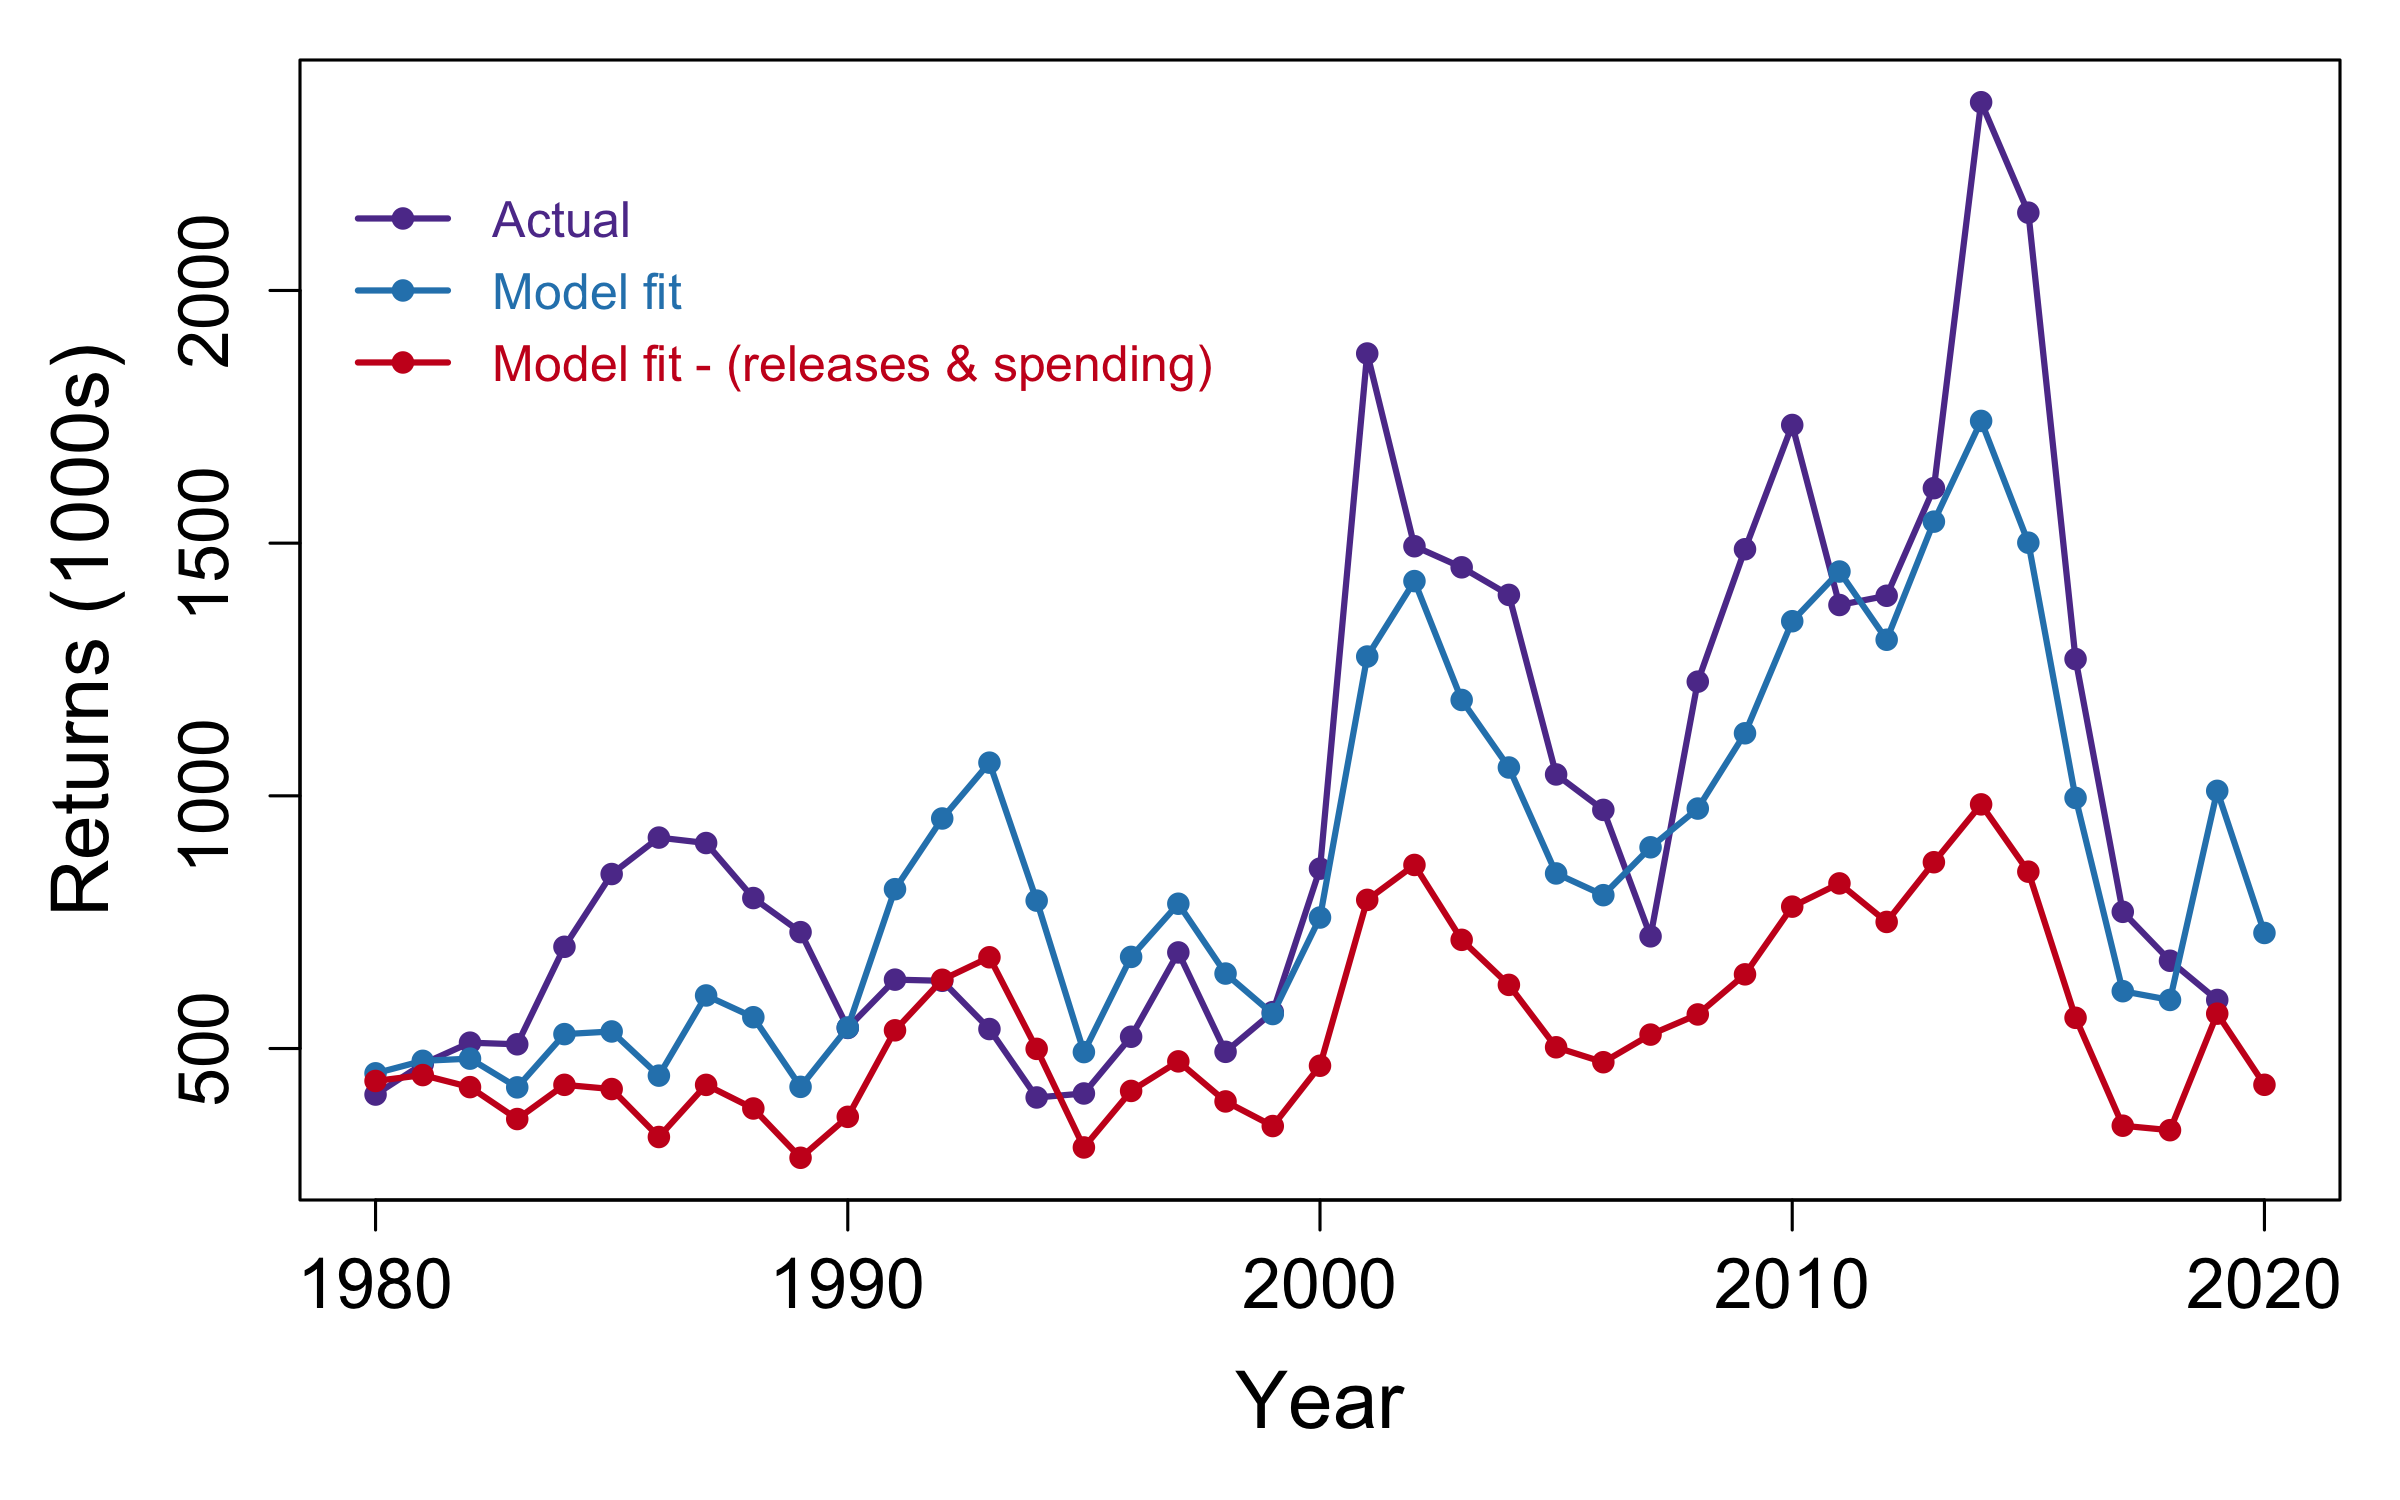 Actual
Model fit
Model fit - (releases & spending)
Returns (1000s)
2000
1500
1000
500
1980 1990 2000 2010 2020
Year